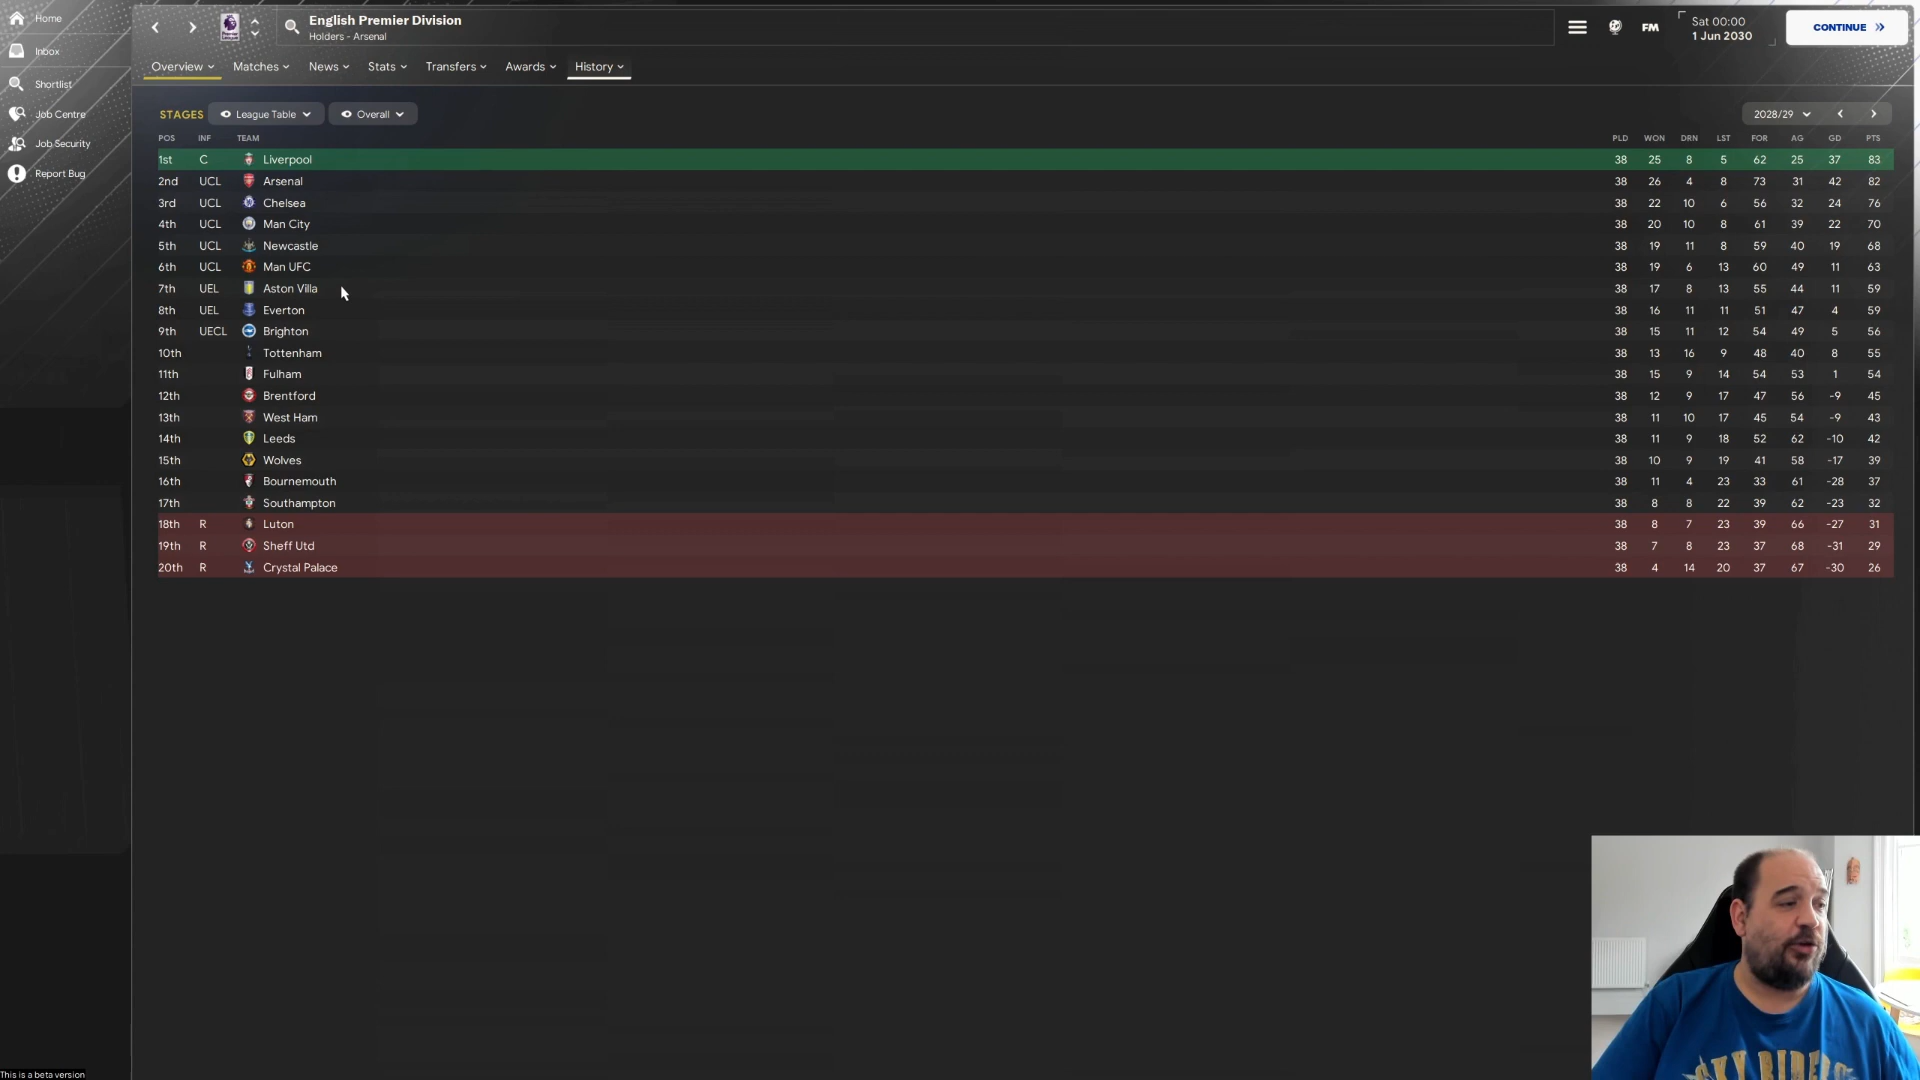 Home
Inbox
Shortlist
Job Centre
Job Security
Report Bug
English Premier Division
Holders - Arsenal
FM
Sat 00:00
1 Jun 2030
CONTINUE
Overview Matches News Stats Transfers Awards History
STAGES League Table Overall 2028/29
POS INF TEAM PLD WON DRN LST FOR AG GD PTS
1st C Liverpool 38 25 8 5 62 25 37 83
2nd UCL Arsenal 38 26 4 8 73 31 42 82
3rd UCL Chelsea 38 22 10 6 56 32 24 76
4th UCL Man City 38 20 10 8 61 39 22 70
5th UCL Newcastle 38 19 11 8 59 40 19 68
6th UCL Man UFC 38 19 6 13 60 49 11 63
7th UEL Aston Villa 38 17 8 13 55 44 11 59
8th UEL Everton 38 16 11 11 51 47 4 59
9th UECL Brighton 38 15 11 12 54 49 5 56
10th Tottenham 38 13 16 9 48 40 8 55
11th Fulham 38 15 9 14 54 53 1 54
12th Brentford 38 12 9 17 47 56 -9 45
13th West Ham 38 11 10 17 45 54 -9 43
14th Leeds 38 11 9 18 52 62 -10 42
15th Wolves 38 10 9 19 41 58 -17 39
16th Bournemouth 38 11 4 23 33 61 -28 37
17th Southampton 38 8 8 22 39 62 -23 32
18th R Luton 38 8 7 23 39 66 -27 31
19th R Sheff Utd 38 7 8 23 37 68 -31 29
20th R Crystal Palace 38 4 14 20 37 67 -30 26
This is a beta version